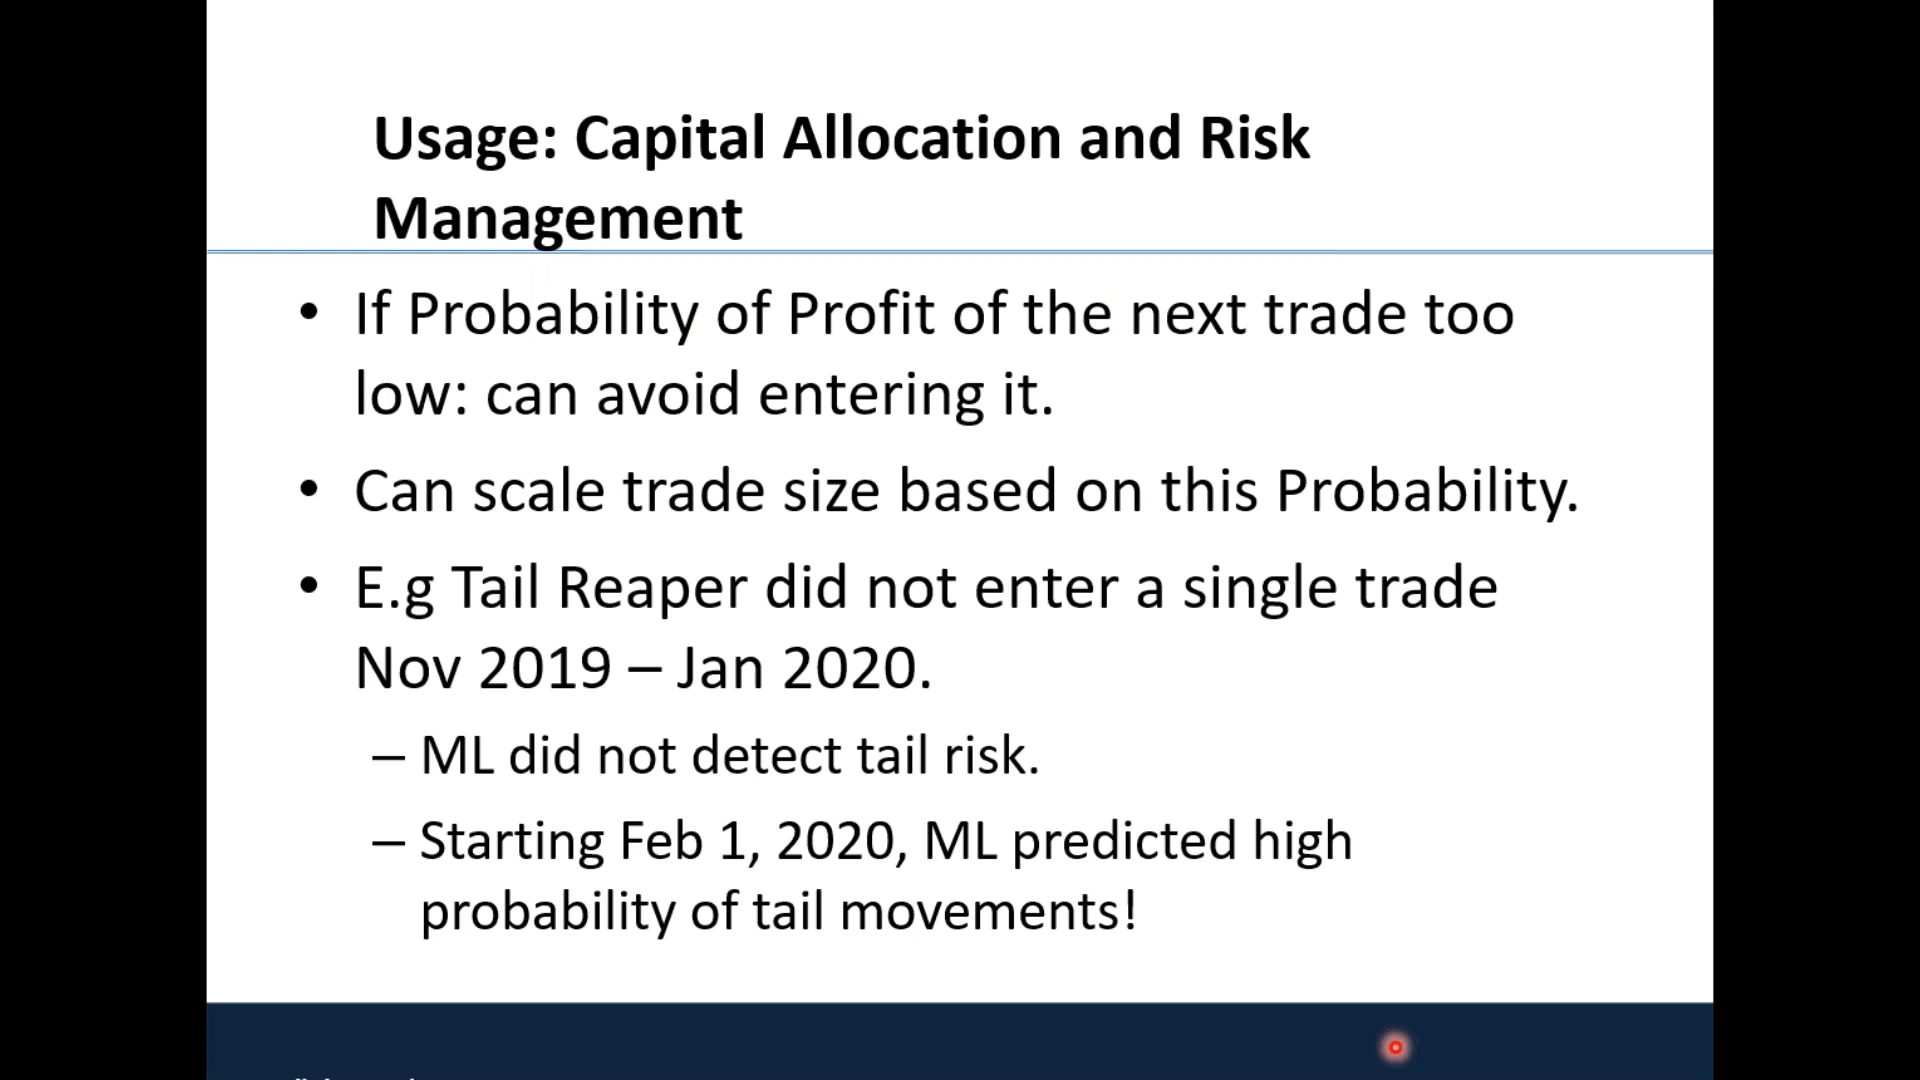 Usage: Capital Allocation and Risk
Management
• If Probability of Profit of the next trade too
low: can avoid entering it.
• Can scale trade size based on this Probability.
• E.g Tail Reaper did not enter a single trade
Nov 2019 – Jan 2020.
– ML did not detect tail risk.
– Starting Feb 1, 2020, ML predicted high
probability of tail movements!